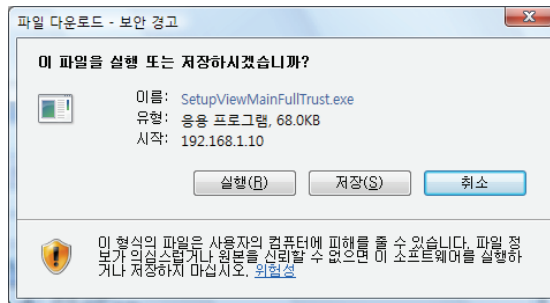 파일 다운로드 - 보안 경고
이 파일을 실행 또는 저장하시겠습니까?
이름: SetupViewMainFullTrust.exe
유형: 응용 프로그램, 68.0KB
시작: 192.168.1.10
실행(R) 저장(S) 취소
이 형식의 파일은 사용자의 컴퓨터에 피해를 줄 수 있습니다. 파일 정
보가 의심스럽거나 원본을 신뢰할 수 없으면 이 소프트웨어를 실행하
거나 저장하지 마십시오. 위험성